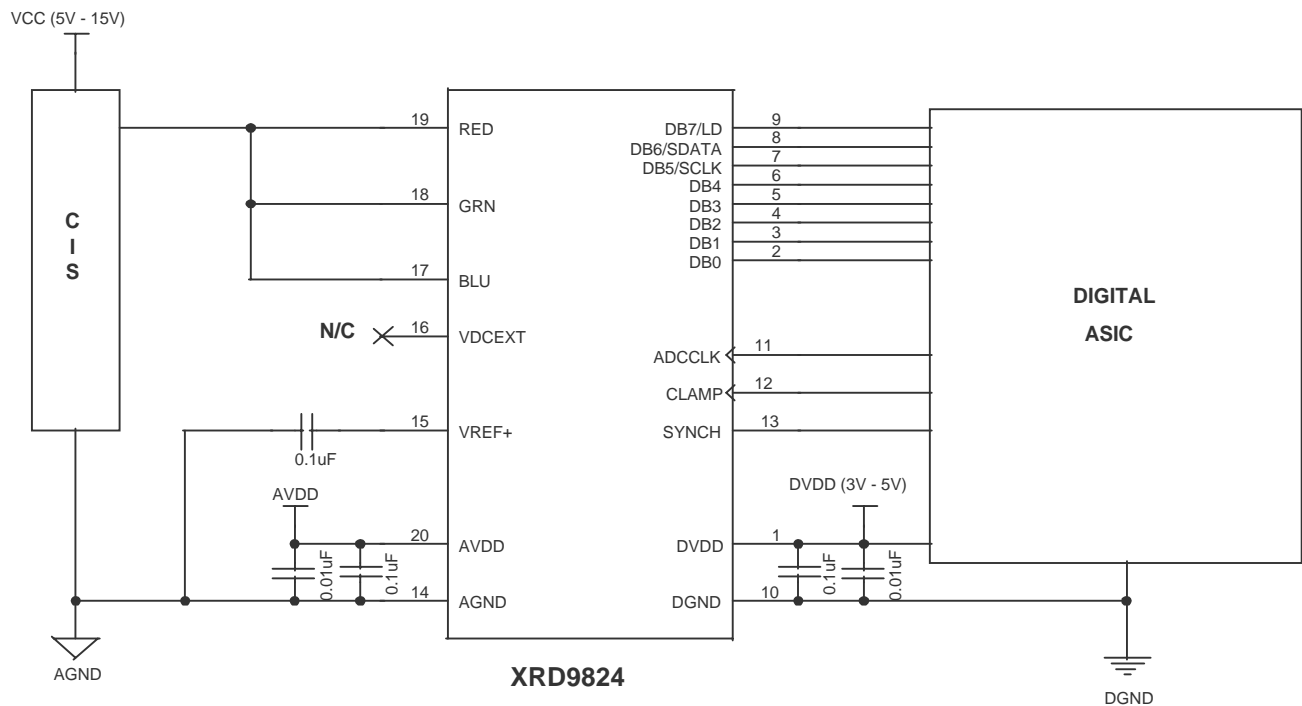 VCC (5V - 15V)
C
I
S
19 RED
18 GRN
17 BLU
N/C 16 VDCEXT
15 VREF+
0.1uF
AVDD
20 AVDD
0.01uF
0.1uF
14 AGND
AGND
DB7/LD 9
DB6/SDATA 8
DB5/SCLK 7
DB4 6
DB3 5
DB2 4
DB1 3
DB0 2
ADCCLK 11
CLAMP 12
SYNCH 13
DVDD (3V - 5V)
DVDD 1
0.1uF
0.01uF
DGND 10
XRD9824
DIGITAL
ASIC
DGND